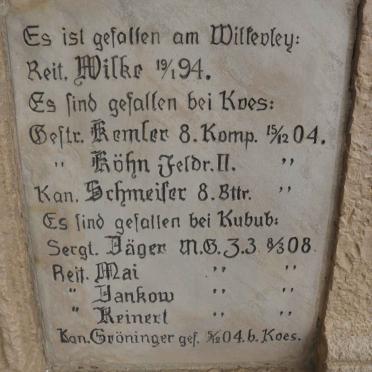 Es ist gefallen am Wilkevley:
Reit. Wilke 19/1 94.
Es sind gefallen bei Koes:
Gefr. Kemler 8. Komp. 15/12 04.
" Köhn Feldr. II. "
Kan. Schmeiser 8. Bttr. "
Es sind gefallen bei Kubub:
Sergt. Jäger M.G.Z.3 8/3 08.
Reit. Mai " "
" Jankow " "
" Reinert " "
Kan. Gröninger gef. 5/12 04. b. Koes.